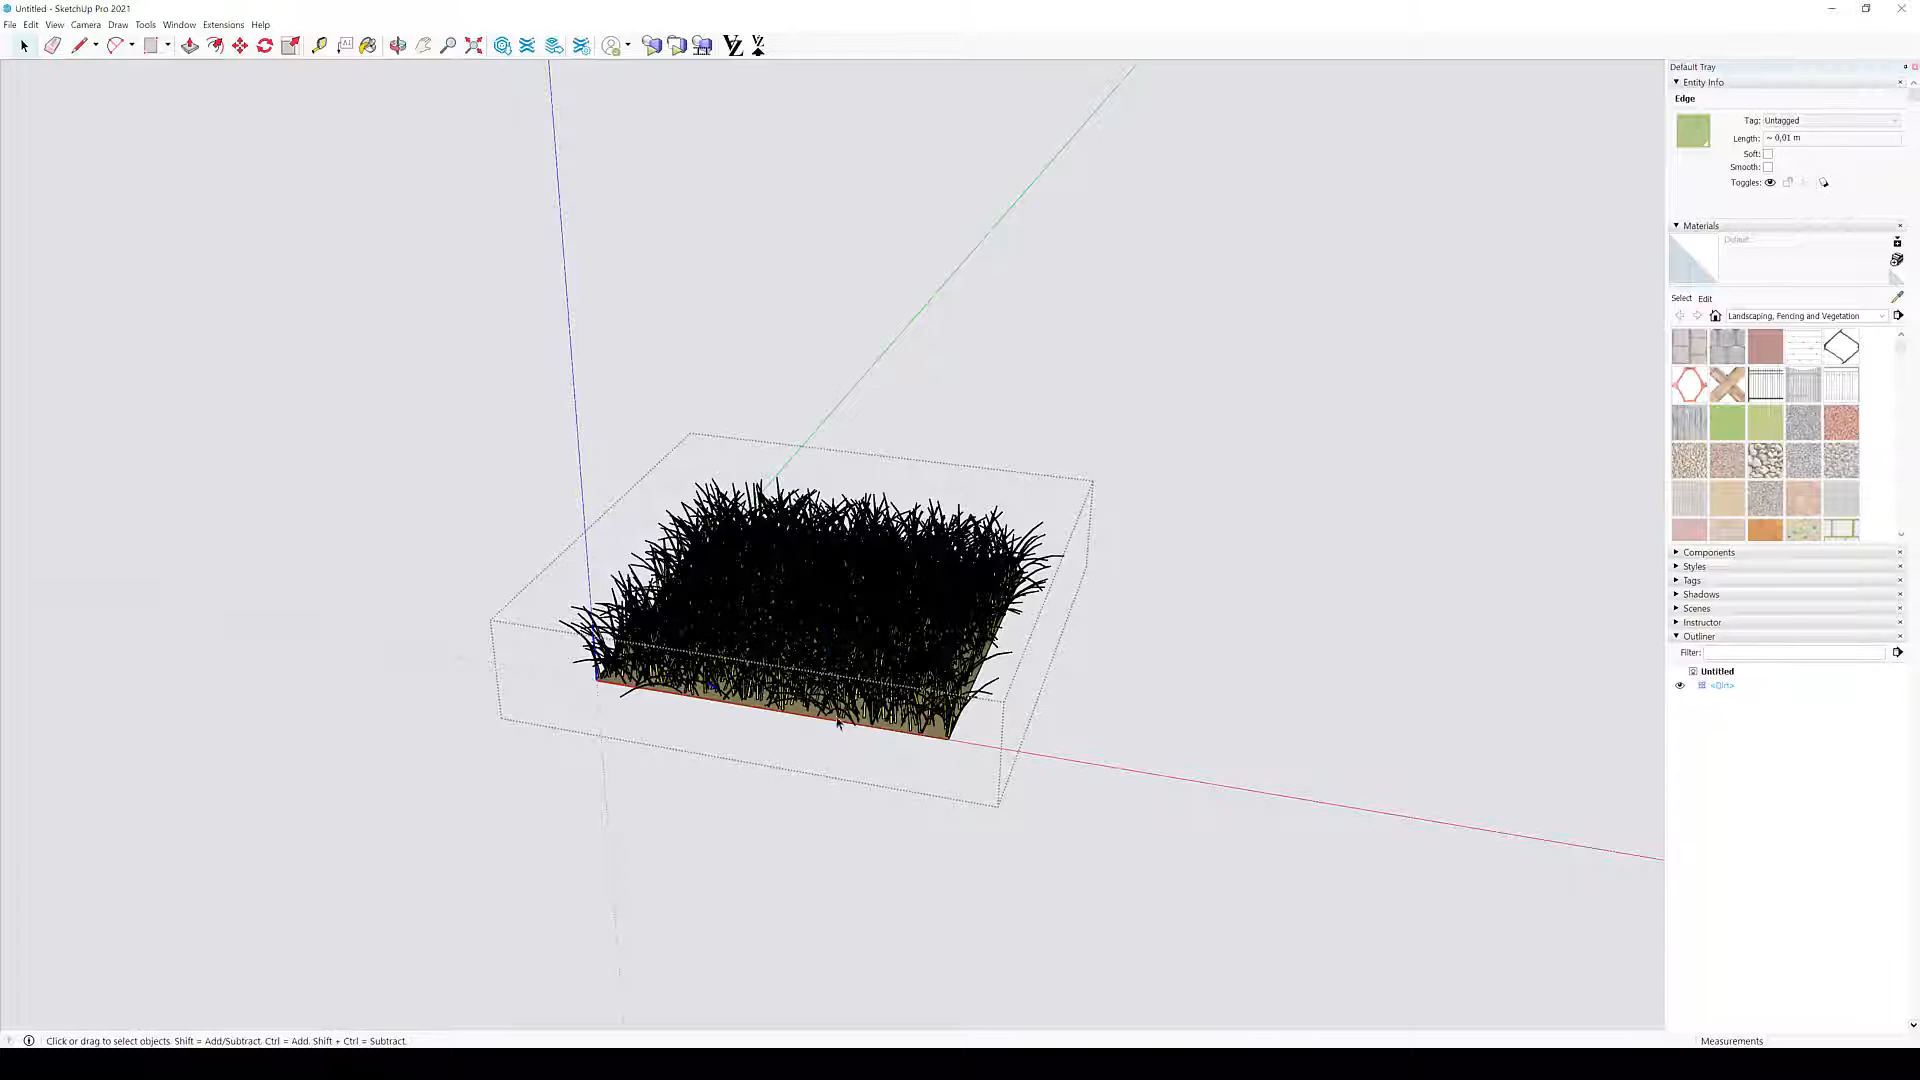 Untitled - SketchUp Pro 2021
File Edit View Camera Draw Tools Window Extensions Help
Default Tray
Entity Info
Edge
Tag: Untagged
Length: ~ 0,01 m
Soft:
Smooth:
Toggles:
Materials
Default
Select Edit
Landscaping, Fencing and Vegetation
Components
Styles
Tags
Shadows
Scenes
Instructor
Outliner
Filter:
Untitled
<Dirt>
Click or drag to select objects. Shift = Add/Subtract. Ctrl = Add. Shift + Ctrl = Subtract.
Measurements